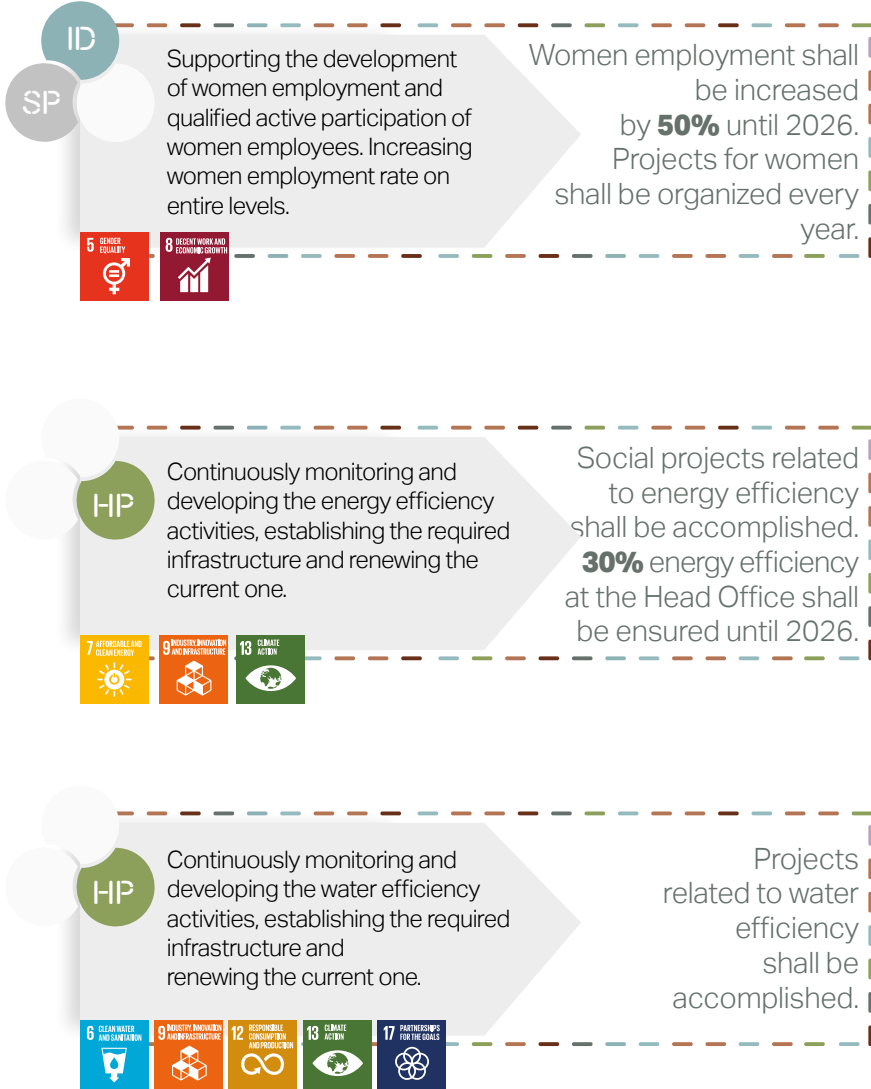 ID
SP
Supporting the development
of women employment and
qualified active participation of
women employees. Increasing
women employment rate on
entire levels.
Women employment shall
be increased
by 50% until 2026.
Projects for women
shall be organized every
year.
5 GENDER
EQUALITY
8 DECENT WORK AND
ECONOMIC GROWTH
HP
Continuously monitoring and
developing the energy efficiency
activities, establishing the required
infrastructure and renewing the
current one.
Social projects related
to energy efficiency
shall be accomplished.
30% energy efficiency
at the Head Office shall
be ensured until 2026.
7 AFFORDABLE AND
CLEAN ENERGY
9 INDUSTRY, INNOVATION
AND INFRASTRUCTURE
13 CLIMATE
ACTION
HP
Continuously monitoring and
developing the water efficiency
activities, establishing the required
infrastructure and
renewing the current one.
Projects
related to water
efficiency
shall be
accomplished.
6 CLEAN WATER
AND SANITATION
9 INDUSTRY, INNOVATION
AND INFRASTRUCTURE
12 RESPONSIBLE
CONSUMPTION
AND PRODUCTION
13 CLIMATE
ACTION
17 PARTNERSHIPS
FOR THE GOALS